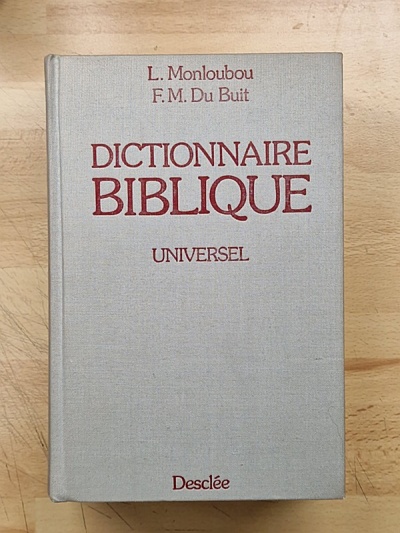 L. Monloubou
F. M. Du Buit
DICTIONNAIRE
BIBLIQUE
UNIVERSEL
Desclée